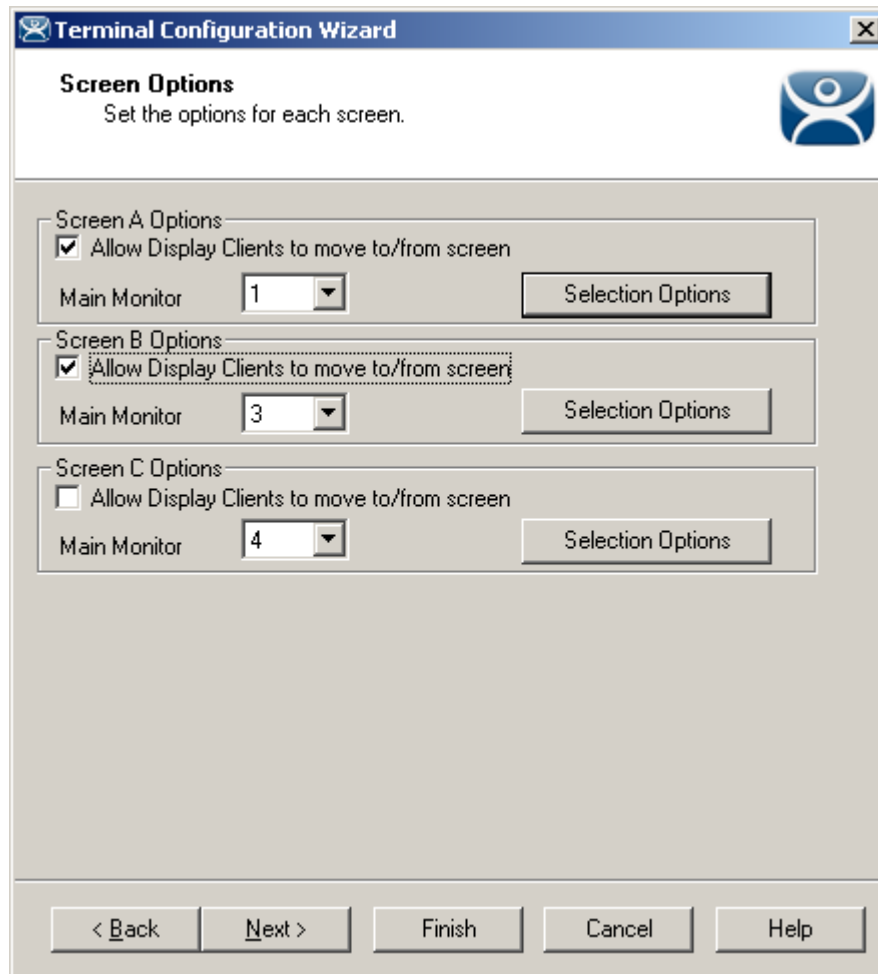 Terminal Configuration Wizard
Screen Options
Set the options for each screen.
Screen A Options
Allow Display Clients to move to/from screen
Main Monitor 1 Selection Options
Screen B Options
Allow Display Clients to move to/from screen
Main Monitor 3 Selection Options
Screen C Options
Allow Display Clients to move to/from screen
Main Monitor 4 Selection Options
< Back Next > Finish Cancel Help